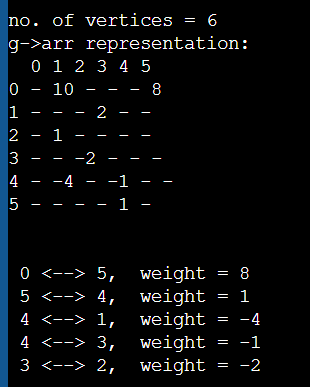 no. of vertices = 6
g->arr representation:
0 1 2 3 4 5
0 - 10 - - - 8
1 - - - 2 - -
2 - 1 - - - -
3 - - -2 - - -
4 - -4 - -1 - -
5 - - - - 1 -
0 <--> 5, weight = 8
5 <--> 4, weight = 1
4 <--> 1, weight = -4
4 <--> 3, weight = -1
3 <--> 2, weight = -2